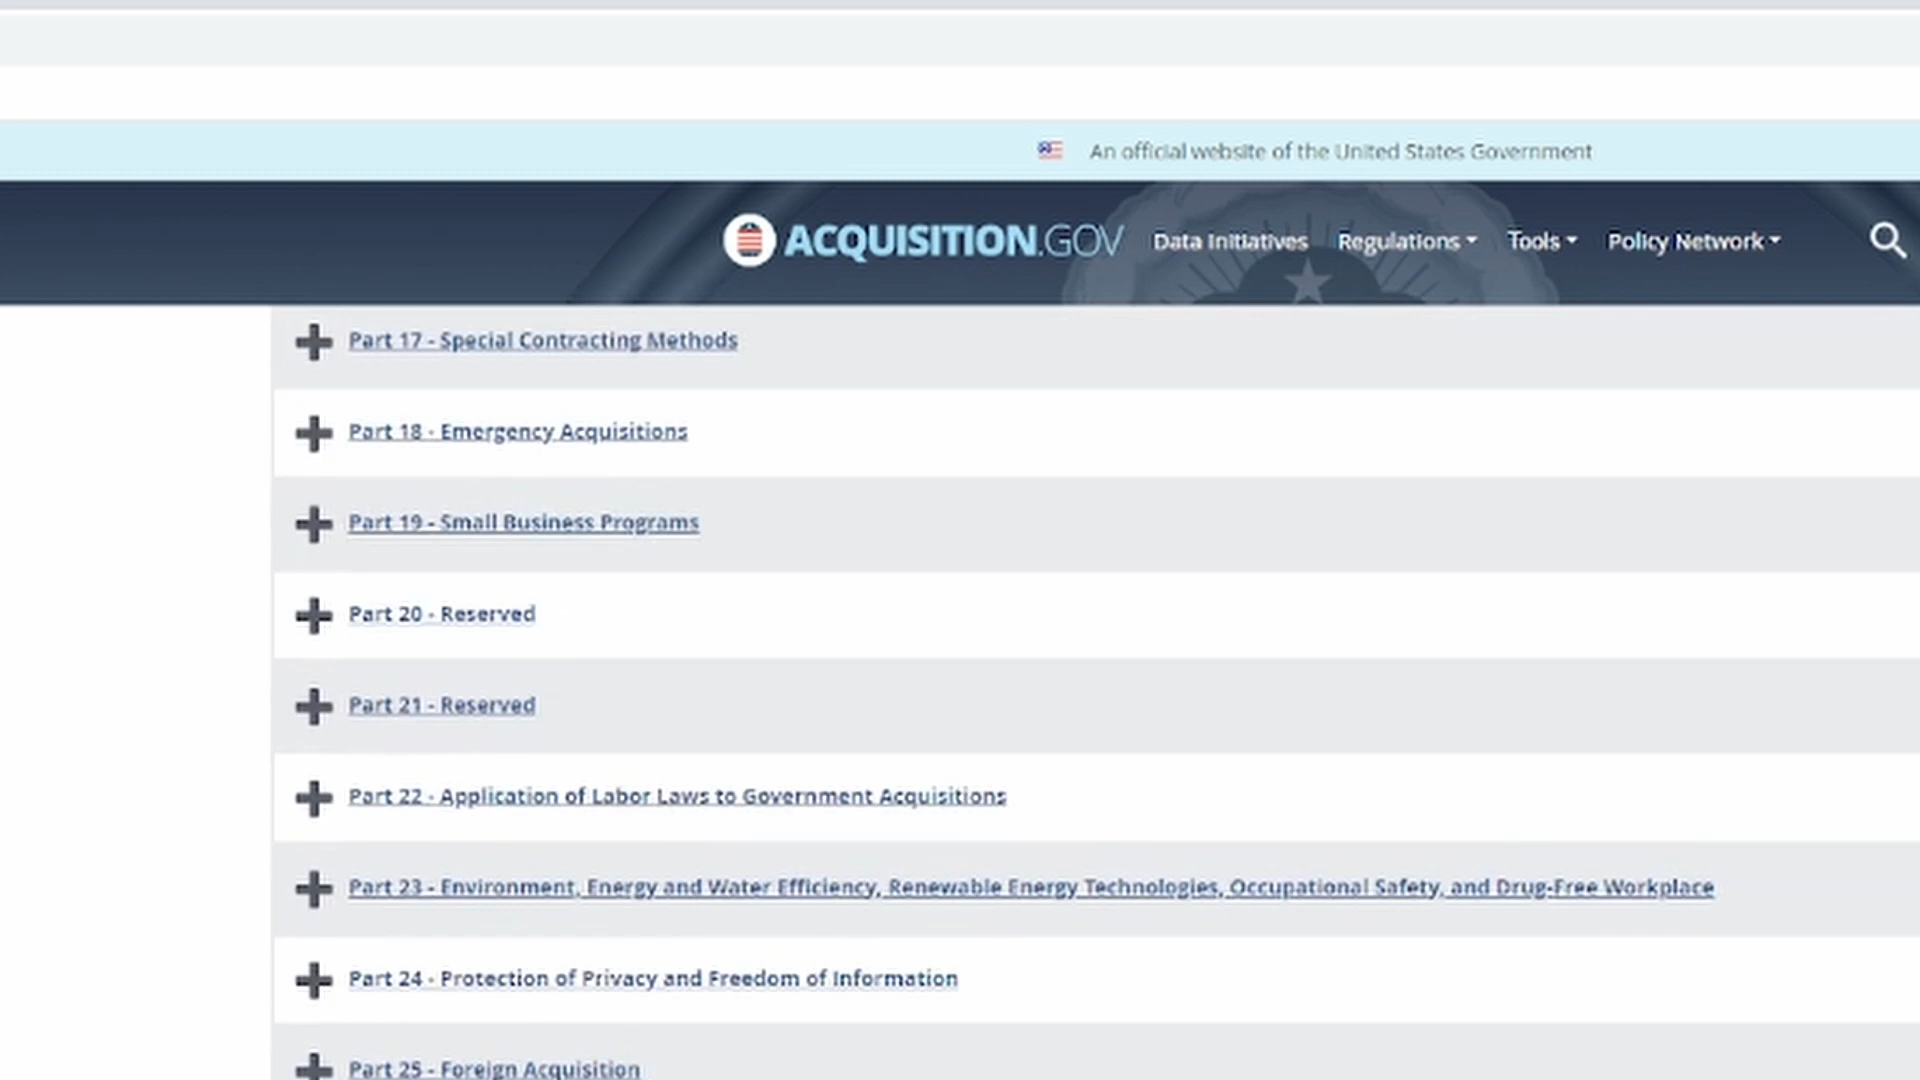 An official website of the United States Government
ACQUISITION.GOV Data Initiatives Regulations Tools Policy Network
Part 17 - Special Contracting Methods
Part 18 - Emergency Acquisitions
Part 19 - Small Business Programs
Part 20 - Reserved
Part 21 - Reserved
Part 22 - Application of Labor Laws to Government Acquisitions
Part 23 - Environment, Energy and Water Efficiency, Renewable Energy Technologies, Occupational Safety, and Drug-Free Workplace
Part 24 - Protection of Privacy and Freedom of Information
Part 25 - Foreign Acquisition